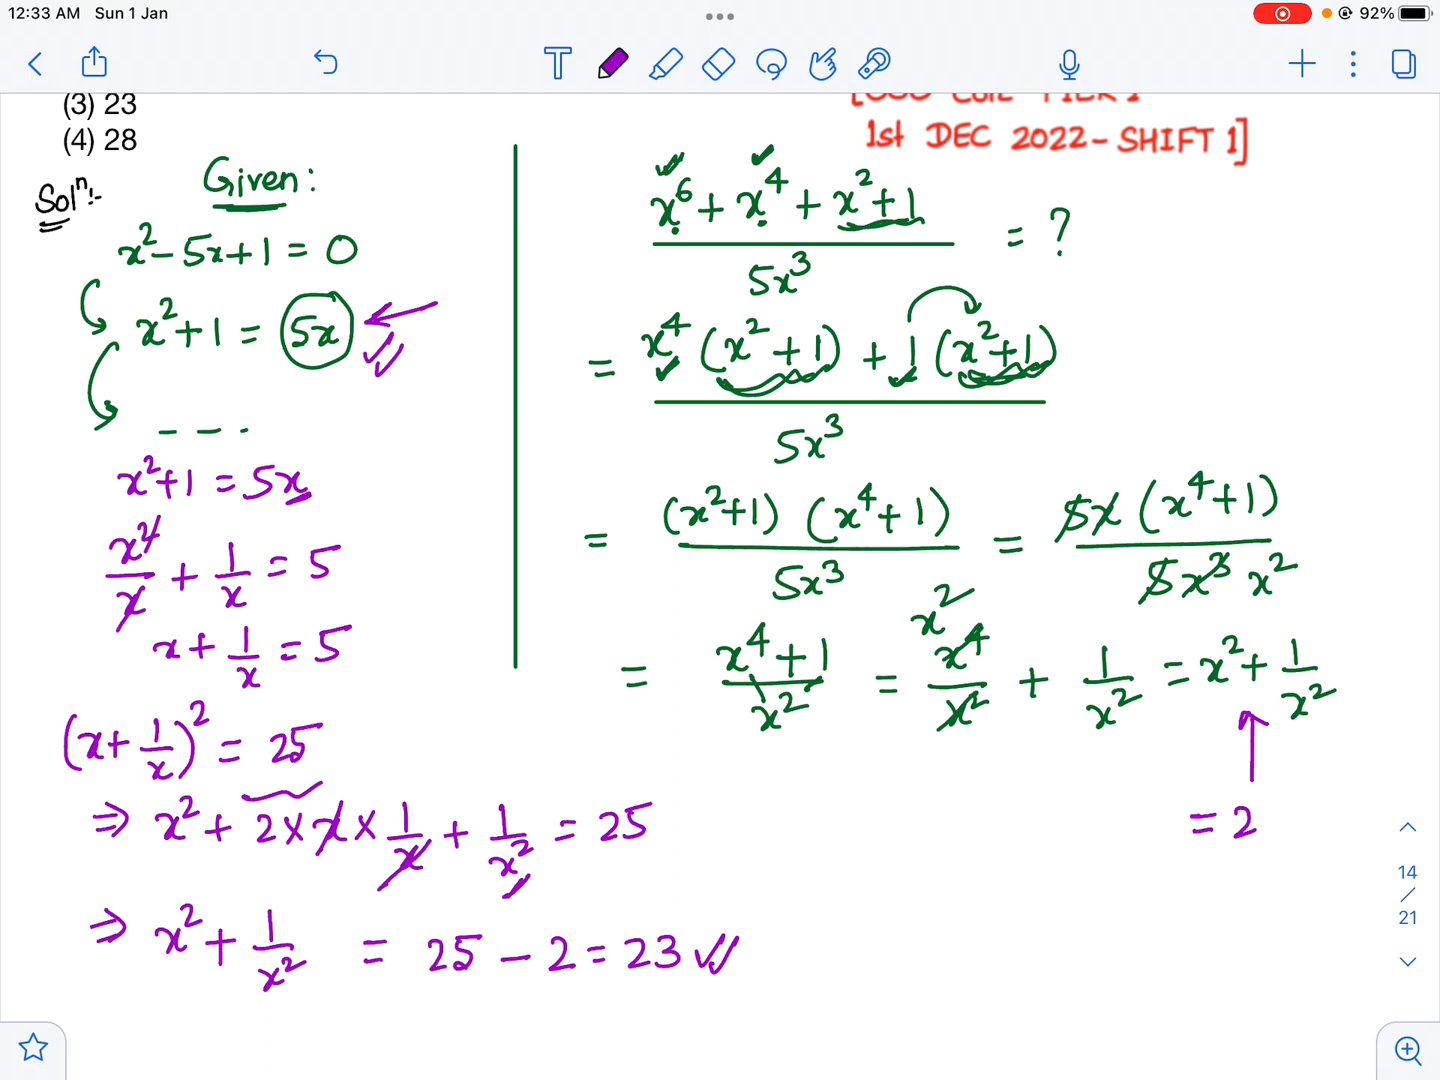 12:33 AM Sun 1 Jan
92%
(3) 23
(4) 28
1st DEC 2022 - SHIFT 1]
Solⁿ:-
Given:
x² - 5x + 1 = 0
x² + 1 = 5x
- - -
x² + 1 = 5x
x²/x + 1/x = 5
x + 1/x = 5
(x + 1/x)² = 25
⇒ x² + 2 × x × 1/x + 1/x² = 25
⇒ x² + 1/x² = 25 - 2 = 23
(x⁶ + x⁴ + x² + 1)/5x³ = ?
= (x⁴(x² + 1) + 1(x² + 1))/5x³
= (x² + 1)(x⁴ + 1)/5x³ = 5x(x⁴ + 1)/5x³ x²
= (x⁴ + 1)/x² = x⁴/x² x² + 1/x² = x² + 1/x²
= 2
14
/
21